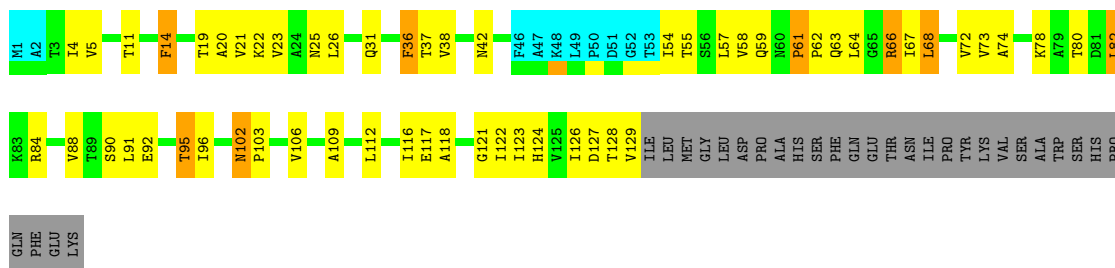 M1 A2 T3 I4 V5 T11 F14 T19 A20 V21 K22 V23 A24 N25 L26 Q31 F36 T37 V38 N42 F46 A47 K48 L49 P50 D51 G52 T53 I54 T55 S56 L57 V58 Q59 N60 P61 P62 Q63 L64 G65 R66 I67 L68 V72 V73 A74 K78 A79 T80 D81 L82
K83 R84 V88 T89 S90 L91 E92 T95 I96 N102 P103 V106 A109 L112 I116 E117 A118 G121 I122 I123 H124 V125 I126 D127 T128 V129 ILE LEU MET GLY LEU ASP PRO ALA HIS SER PHE GLN GLU THR ASN ILE PRO TYR LYS VAL SER ALA TRP SER HIS PRO
GLN PHE GLU LYS